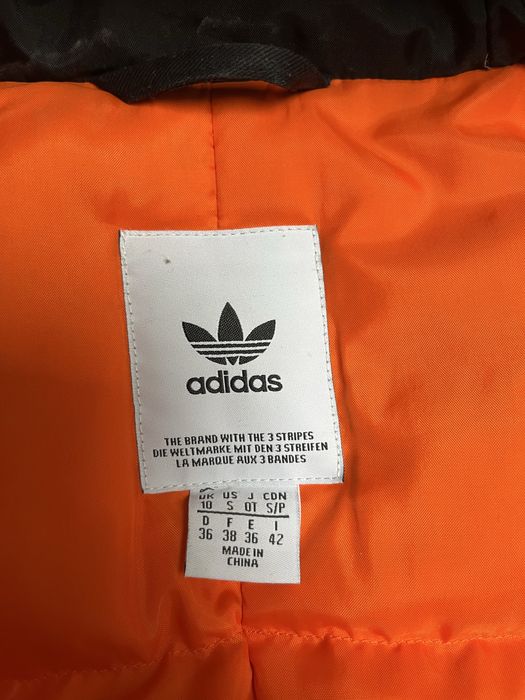 adidas
THE BRAND WITH THE 3 STRIPES
DIE WELTMARKE MIT DEN 3 STREIFEN
LA MARQUE AUX 3 BANDES
UK US J CDN
10 S OT S/P
D F E I
36 38 36 42
MADE IN
CHINA